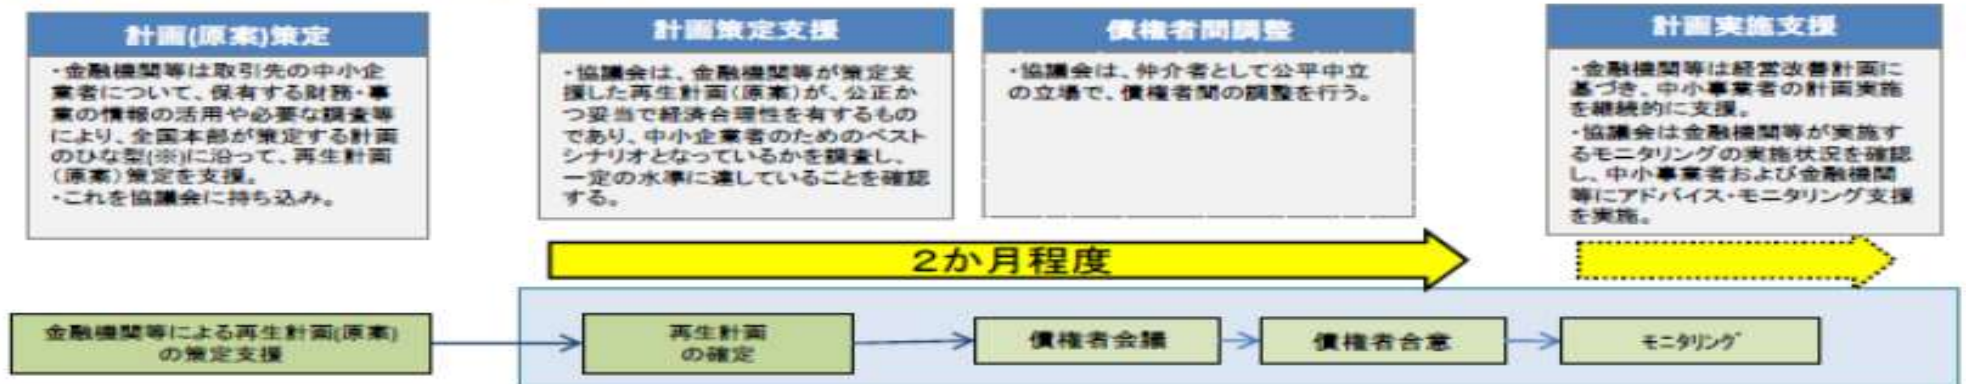 計画(原案)策定
・金融機関等は取引先の中小企
業者について、保有する財務・事
業の情報の活用や必要な調査等
により、全国本部が策定する計画
のひな型(※)に沿って、再生計画
(原案)策定を支援。
・これを協議会に持ち込み。
計画策定支援
・協議会は、金融機関等が策定支
援した再生計画(原案)が、公正か
つ妥当で経済合理性を有するもの
であり、中小企業者のためのベスト
シナリオとなっているかを調査し、
一定の水準に達していることを確認
する。
債権者間調整
・協議会は、仲介者として公平中立
の立場で、債権者間の調整を行う。
計画実施支援
・金融機関等は経営改善計画に
基づき、中小事業者の計画実施
を継続的に支援。
・協議会は金融機関等が実施す
るモニタリングの実施状況を確認
し、中小事業者および金融機関
等にアドバイス・モニタリング支援
を実施。
2か月程度
金融機関等による再生計画(原案)
の策定支援
再生計画
の確定
債権者会議
債権者合意
モニタリング